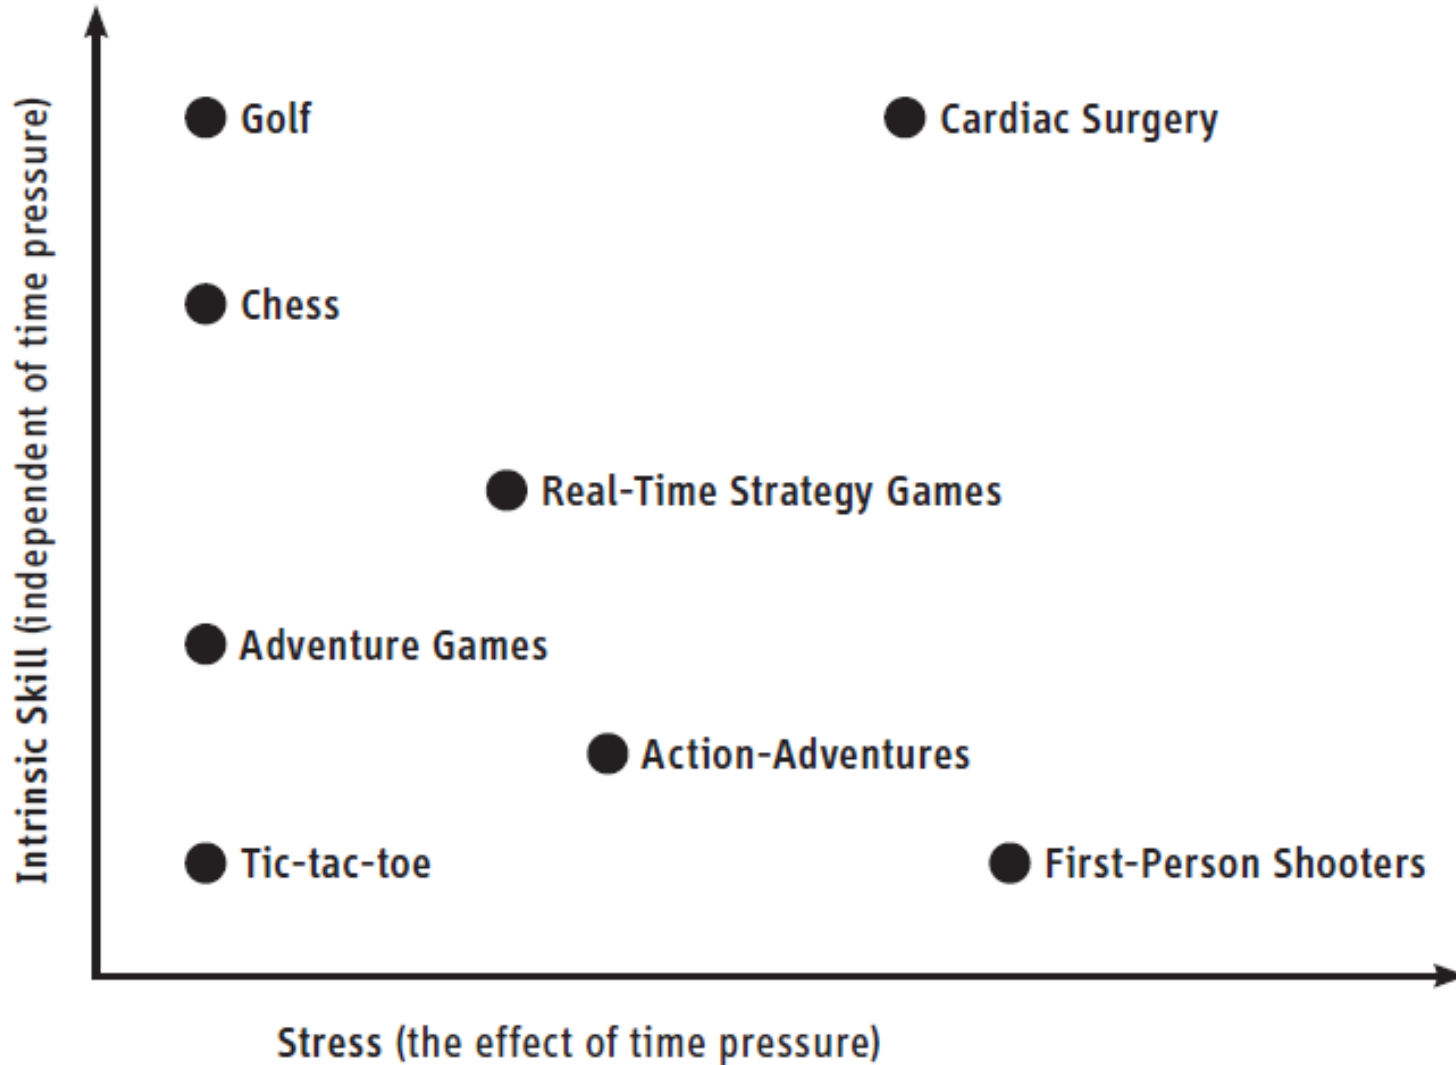 Intrinsic Skill (independent of time pressure)
Golf
Cardiac Surgery
Chess
Real-Time Strategy Games
Adventure Games
Action-Adventures
Tic-tac-toe
First-Person Shooters
Stress (the effect of time pressure)